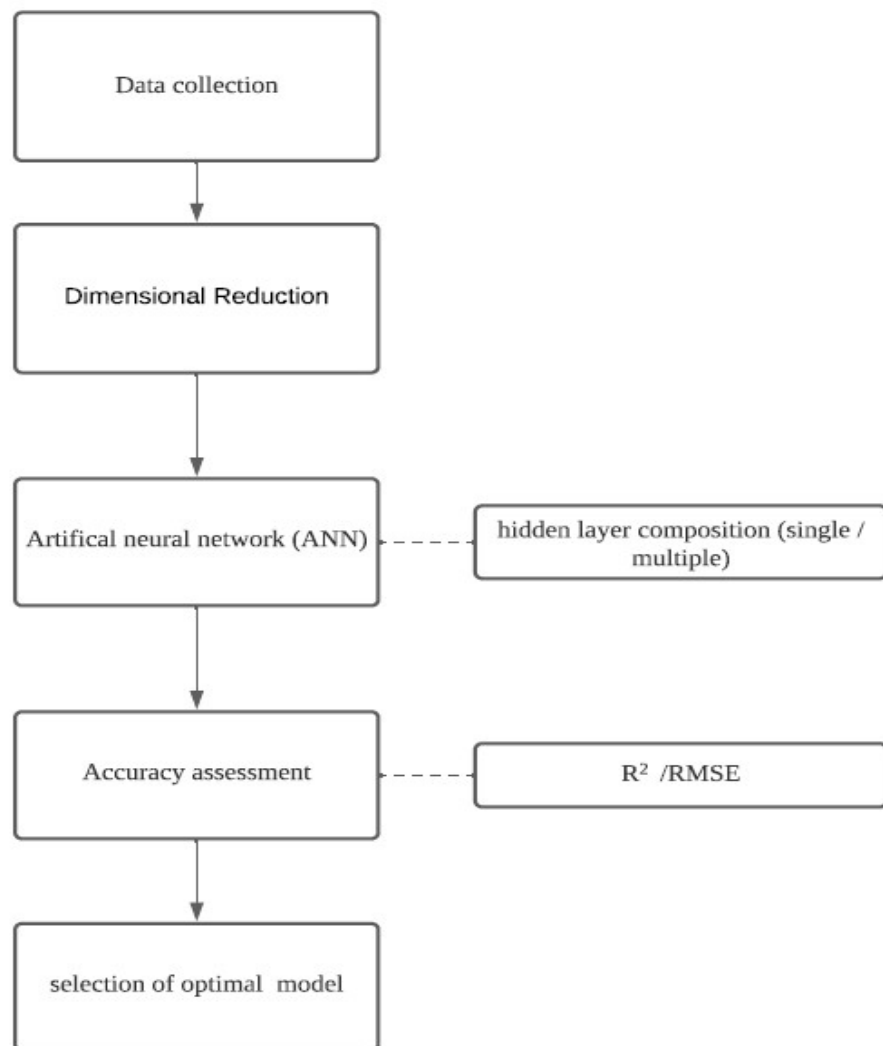 Data collection
Dimensional Reduction
Artifical neural network (ANN)
hidden layer composition (single /
multiple)
Accuracy assessment
R² /RMSE
selection of optimal model